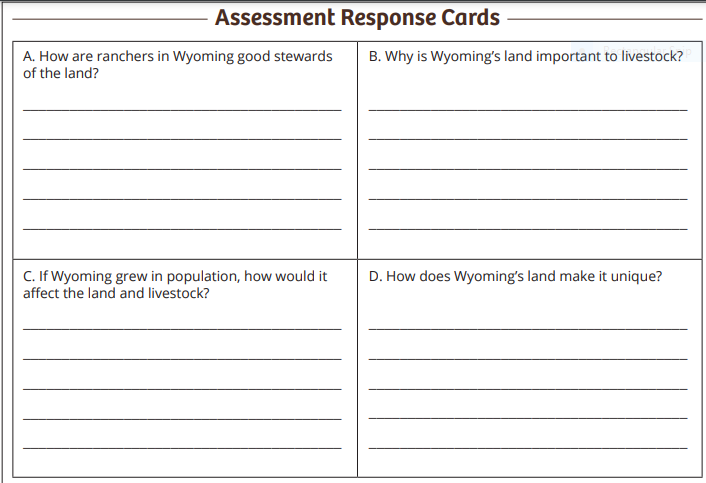 Assessment Response Cards
A. How are ranchers in Wyoming good stewards
of the land?
B. Why is Wyoming's land important to livestock?
C. If Wyoming grew in population, how would it
affect the land and livestock?
D. How does Wyoming's land make it unique?